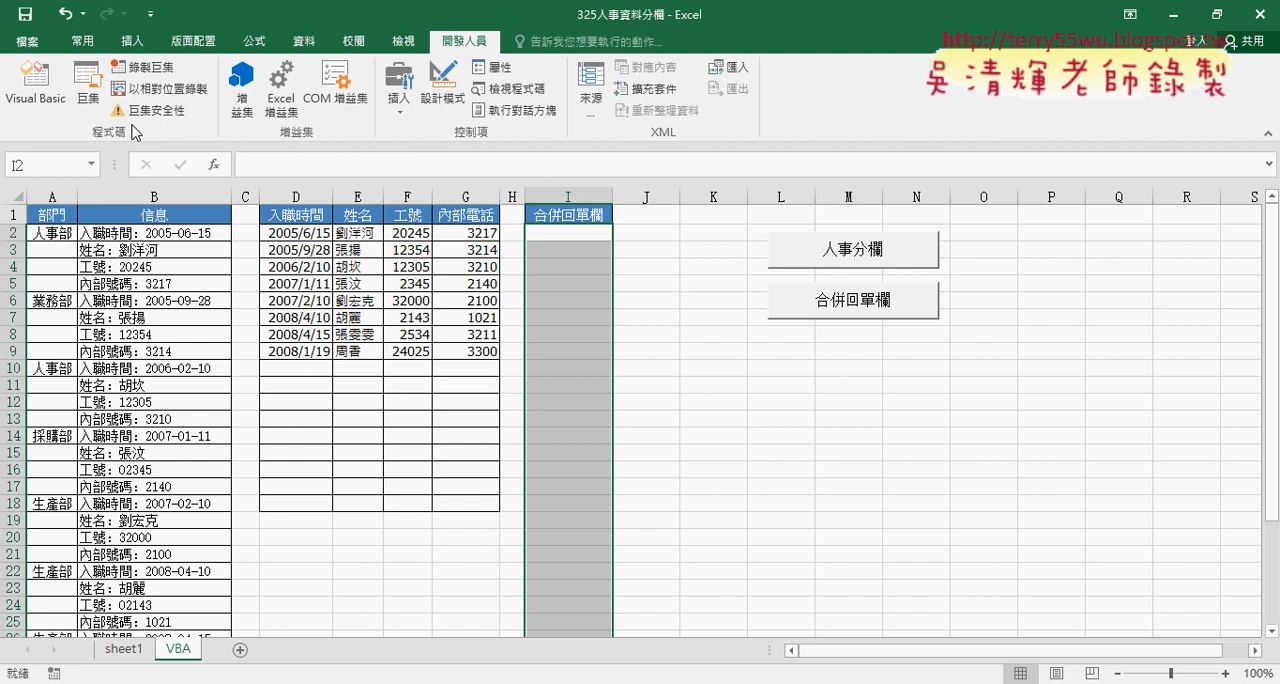 325人事資料分欄 - Excel
檔案 常用 插入 版面配置 公式 資料 校閱 檢視 開發人員 告訴我您想要執行的動作... 登入 共用
http://terry55wu.blogspot.tw
吳清輝老師錄製
Visual Basic 巨集 錄製巨集 以相對位置錄製 巨集安全性 程式碼
增益集 Excel 增益集 COM 增益集 增益集
插入 設計模式 屬性 檢視程式碼 執行對話方塊 控制項
來源... 對應內容 擴充套件 重新整理資料 匯入 匯出 XML
I2 fx
A B C D E F G H I J K L M N O P Q R S
1 部門 信息 入職時間 姓名 工號 內部電話 合併回單欄
2 人事部 入職時間：2005-06-15 2005/6/15 劉洋河 20245 3217
3 姓名：劉洋河 2005/9/28 張揚 12354 3214
4 工號：20245 2006/2/10 胡坎 12305 3210
5 內部號碼：3217 2007/1/11 張汶 2345 2140
6 業務部 入職時間：2005-09-28 2007/2/10 劉宏克 32000 2100
7 姓名：張揚 2008/4/10 胡麗 2143 1021
8 工號：12354 2008/4/15 張雯雯 2534 3211
9 內部號碼：3214 2008/1/19 周香 24025 3300
10 人事部 入職時間：2006-02-10
11 姓名：胡坎
12 工號：12305
13 內部號碼：3210
14 採購部 入職時間：2007-01-11
15 姓名：張汶
16 工號：02345
17 內部號碼：2140
18 生產部 入職時間：2007-02-10
19 姓名：劉宏克
20 工號：32000
21 內部號碼：2100
22 生產部 入職時間：2008-04-10
23 姓名：胡麗
24 工號：02143
25 內部號碼：1021
人事分欄
合併回單欄
sheet1 VBA
就緒 100%